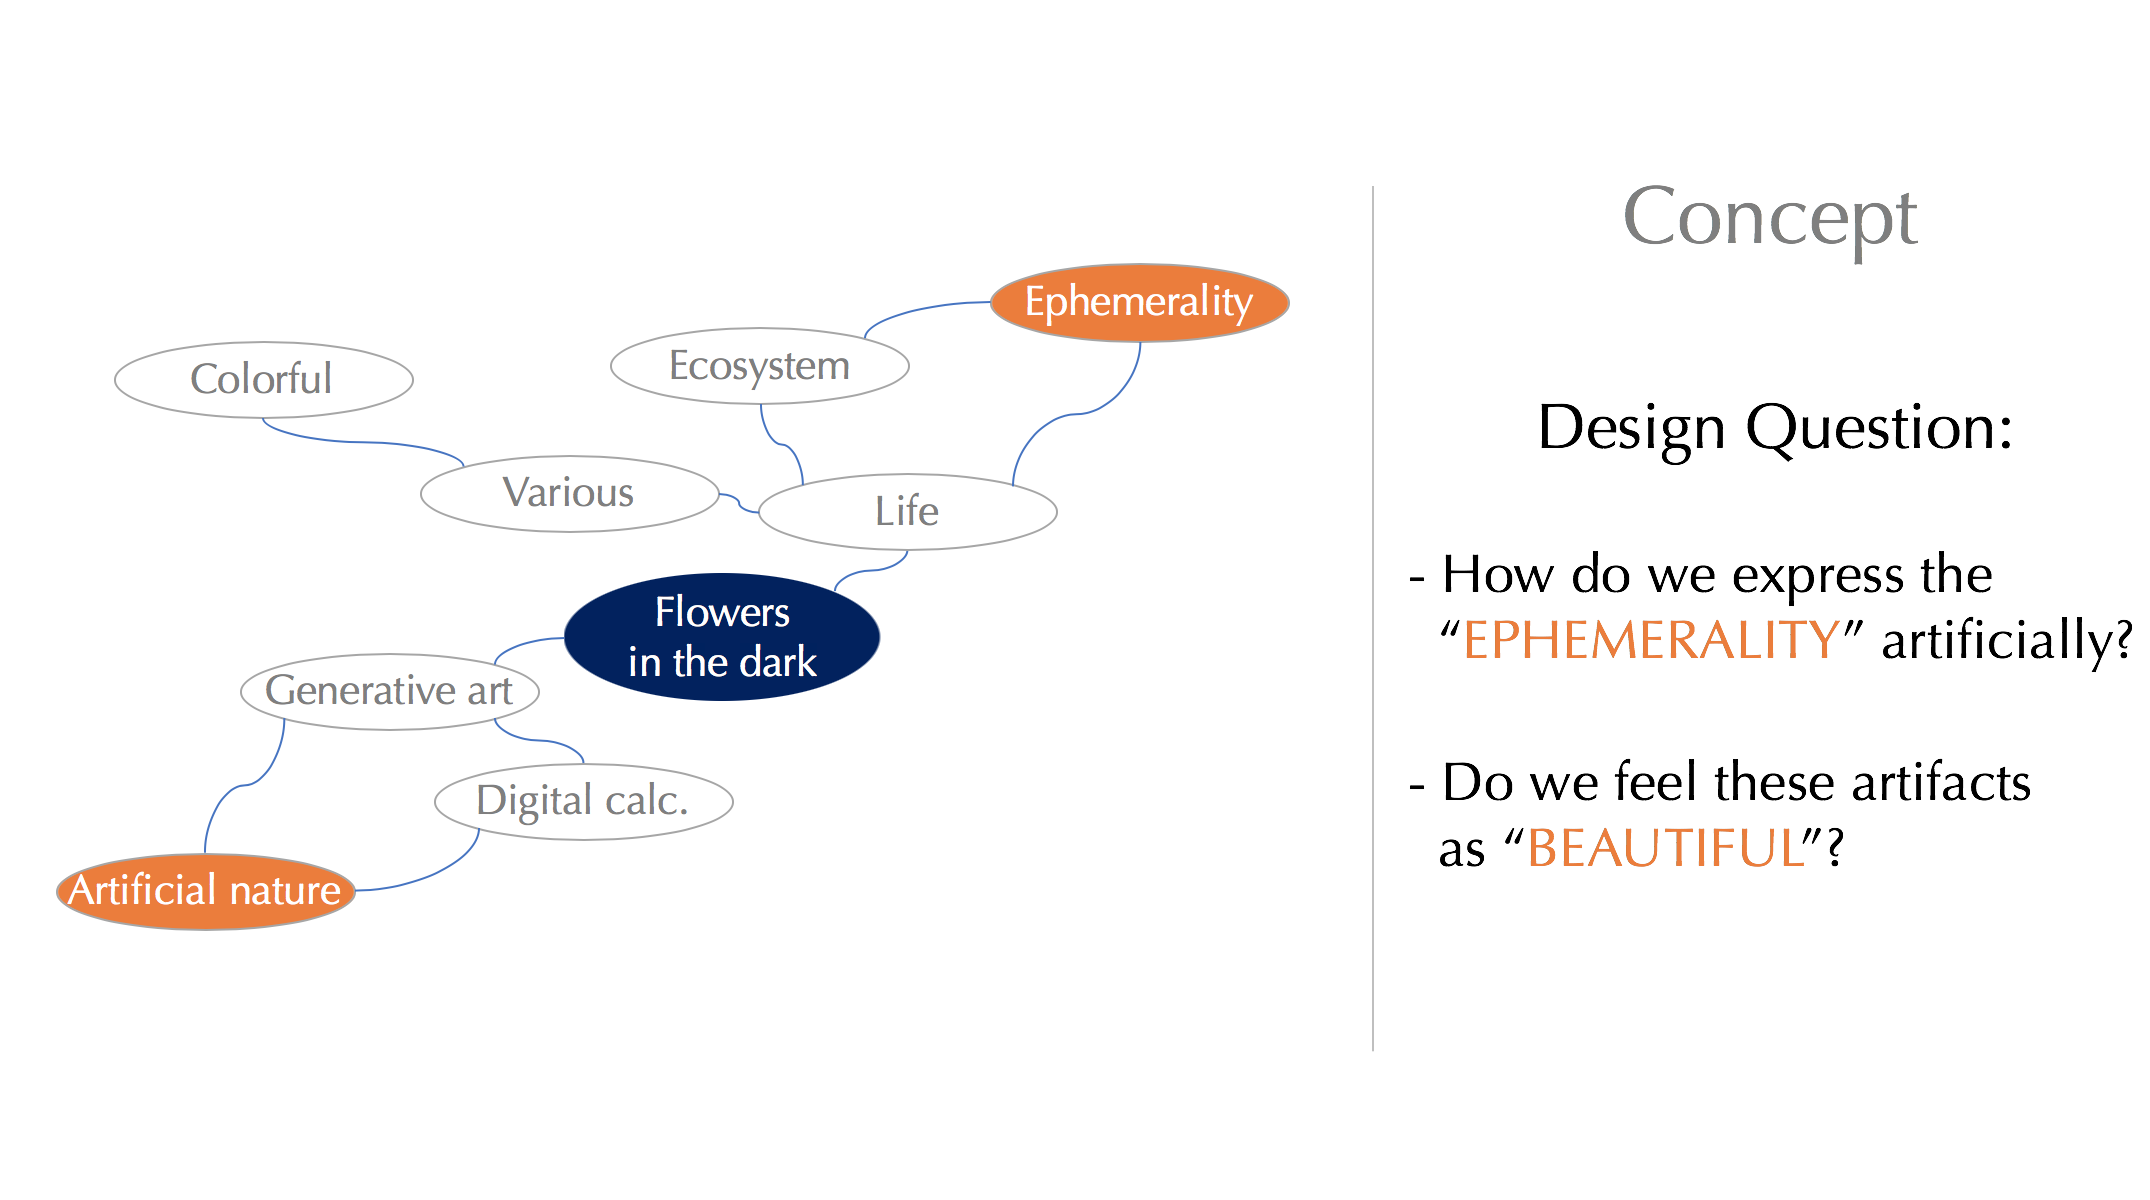 Colorful
Ecosystem
Ephemerality
Various
Life
Flowers
in the dark
Generative art
Digital calc.
Artificial nature
Concept
Design Question:
- How do we express the
“EPHEMERALITY” artificially?
- Do we feel these artifacts
as “BEAUTIFUL”?